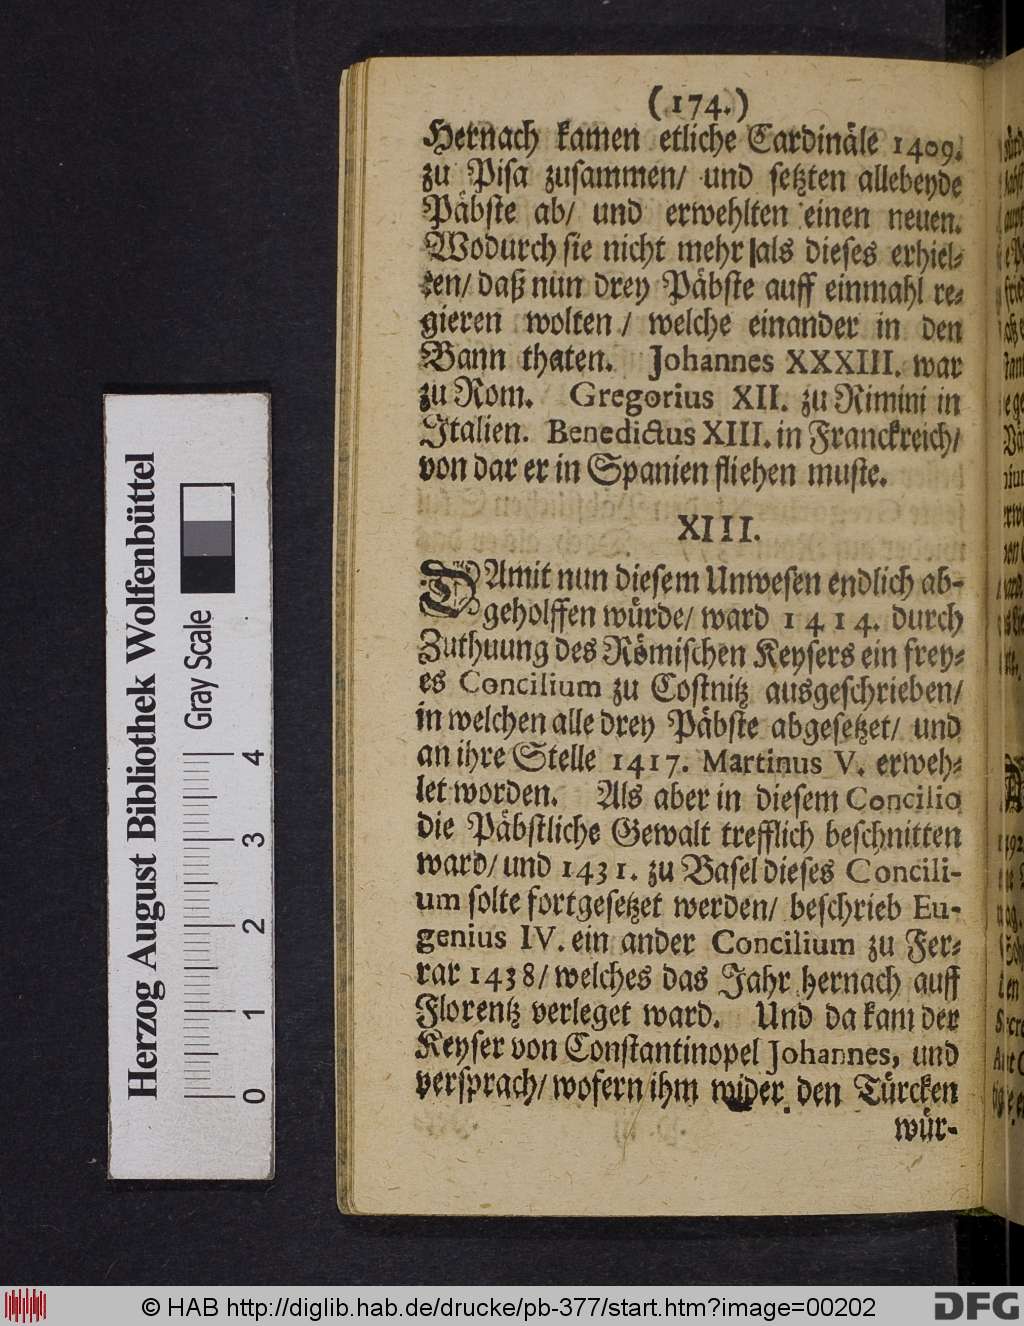 (174.)
Hernach kamen etliche Cardinäle 1409.
zu Pisa zusammen/ und setzten allebeyde
Päbste ab/ und erwehlten einen neuen.
Wodurch sie nicht mehr als dieses erhiel-
ten/ daß nun drey Päbste auff einmahl re-
gieren wolten/ welche einander in den
Bann thaten. Johannes XXXIII. war
zu Rom. Gregorius XII. zu Rimini in
Italien. Benedictus XIII. in Franckreich/
von dar er in Spanien fliehen muste.
XIII.
DAmit nun diesem Unwesen endlich ab-
geholffen würde/ ward 1414. durch
Zuthuung des Römischen Keysers ein frey-
es Concilium zu Costnitz ausgeschrieben/
in welchen alle drey Päbste abgesetzet/ und
an ihre Stelle 1417. Martinus V. erweh-
let worden. Als aber in diesem Concilio
die Päbstliche Gewalt trefflich beschnitten
ward/ und 1431. zu Basel dieses Concili-
um solte fortgesetzet werden/ beschrieb Eu-
genius IV. ein ander Concilium zu Fer-
rar 1438/ welches das Jahr hernach auff
Florentz verleget ward. Und da kam der
Keyser von Constantinopel Johannes, und
versprach/ wofern ihm wider den Türcken
wür-
Herzog August Bibliothek Wolfenbüttel
Gray Scale
0 1 2 3 4
© HAB http://diglib.hab.de/drucke/pb-377/start.htm?image=00202
DFG